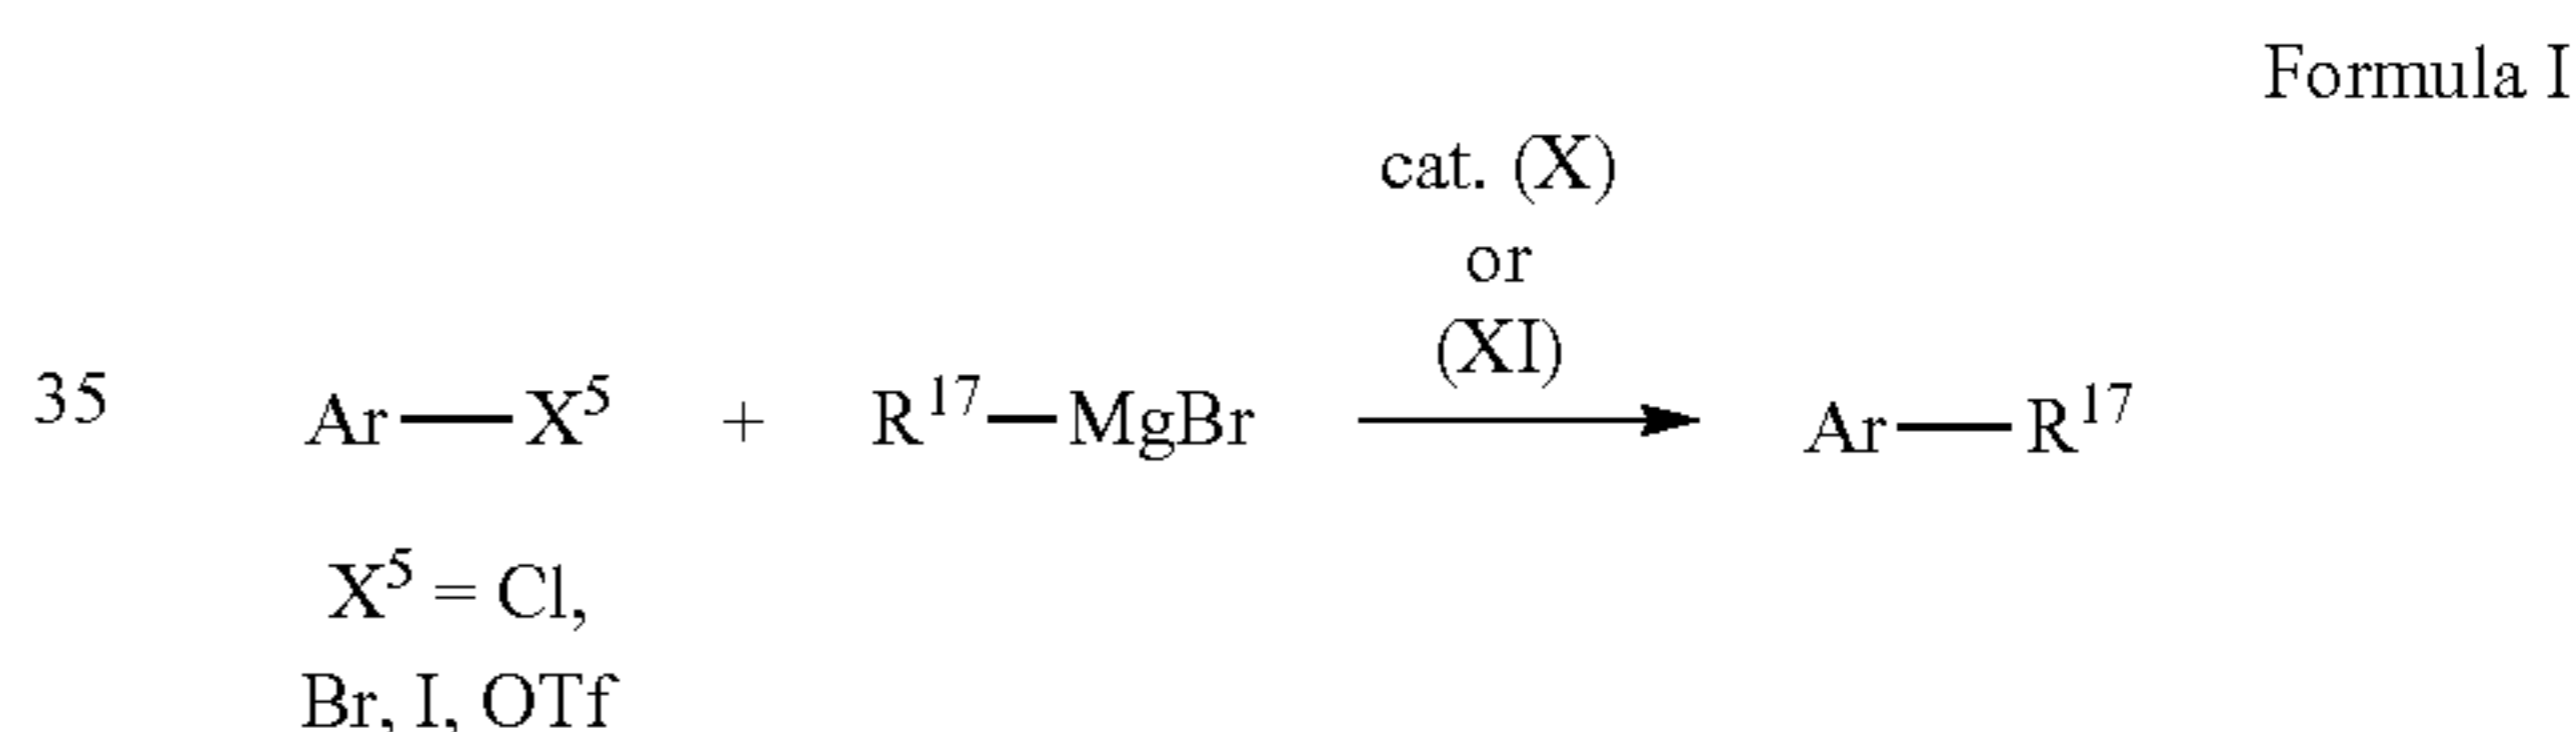 Formula I
cat. (X)
or
(XI)
35 Ar—X⁵ + R¹⁷—MgBr Ar—R¹⁷
X⁵ = Cl,
Br, I, OTf